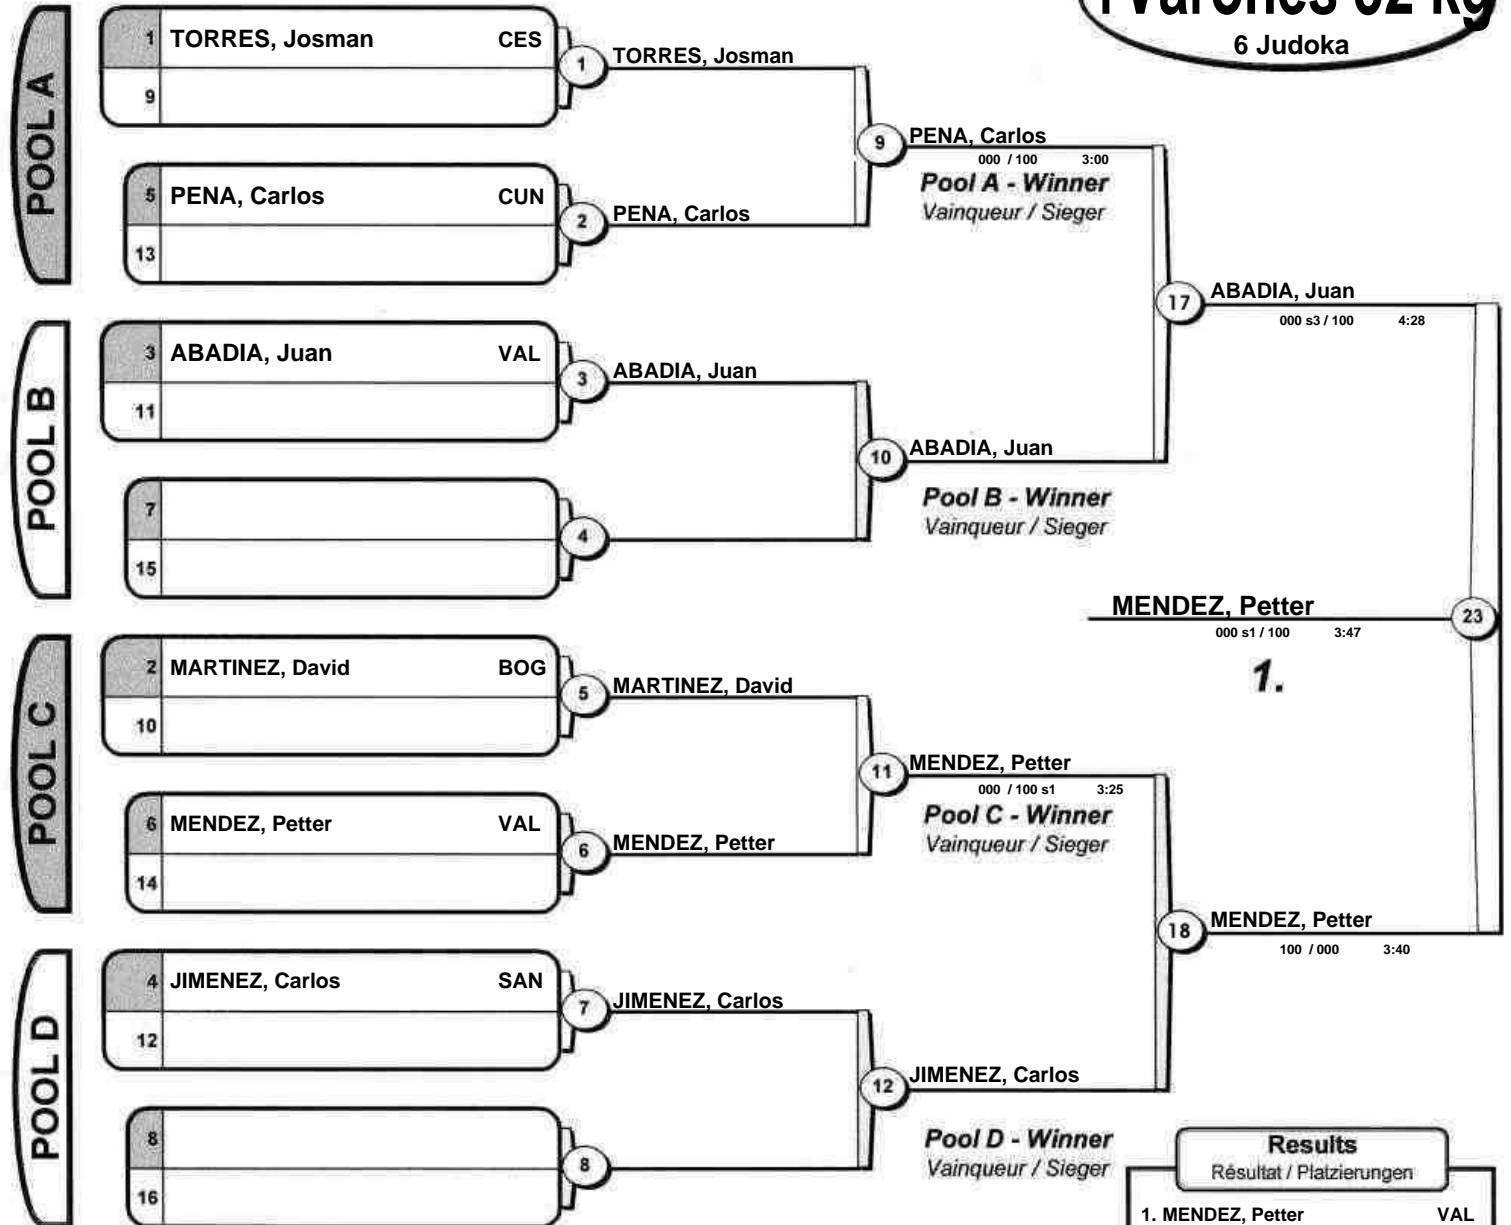 6 Judoka
POOL A
1 TORRES, Josman CES
9
1 TORRES, Josman
5 PENA, Carlos CUN
13
2 PENA, Carlos
9 PENA, Carlos
000 / 100 3:00
Pool A - Winner
Vainqueur / Sieger
POOL B
3 ABADIA, Juan VAL
11
3 ABADIA, Juan
7
15
4
10 ABADIA, Juan
Pool B - Winner
Vainqueur / Sieger
17 ABADIA, Juan
000 s3 / 100 4:28
MENDEZ, Petter 23
000 s1 / 100 3:47
1.
POOL C
2 MARTINEZ, David BOG
10
5 MARTINEZ, David
6 MENDEZ, Petter VAL
14
6 MENDEZ, Petter
11 MENDEZ, Petter
000 / 100 s1 3:25
Pool C - Winner
Vainqueur / Sieger
18 MENDEZ, Petter
100 / 000 3:40
POOL D
4 JIMENEZ, Carlos SAN
12
7 JIMENEZ, Carlos
8
16
8
12 JIMENEZ, Carlos
Pool D - Winner
Vainqueur / Sieger
Results
Résultat / Platzierungen
1. MENDEZ, Petter VAL